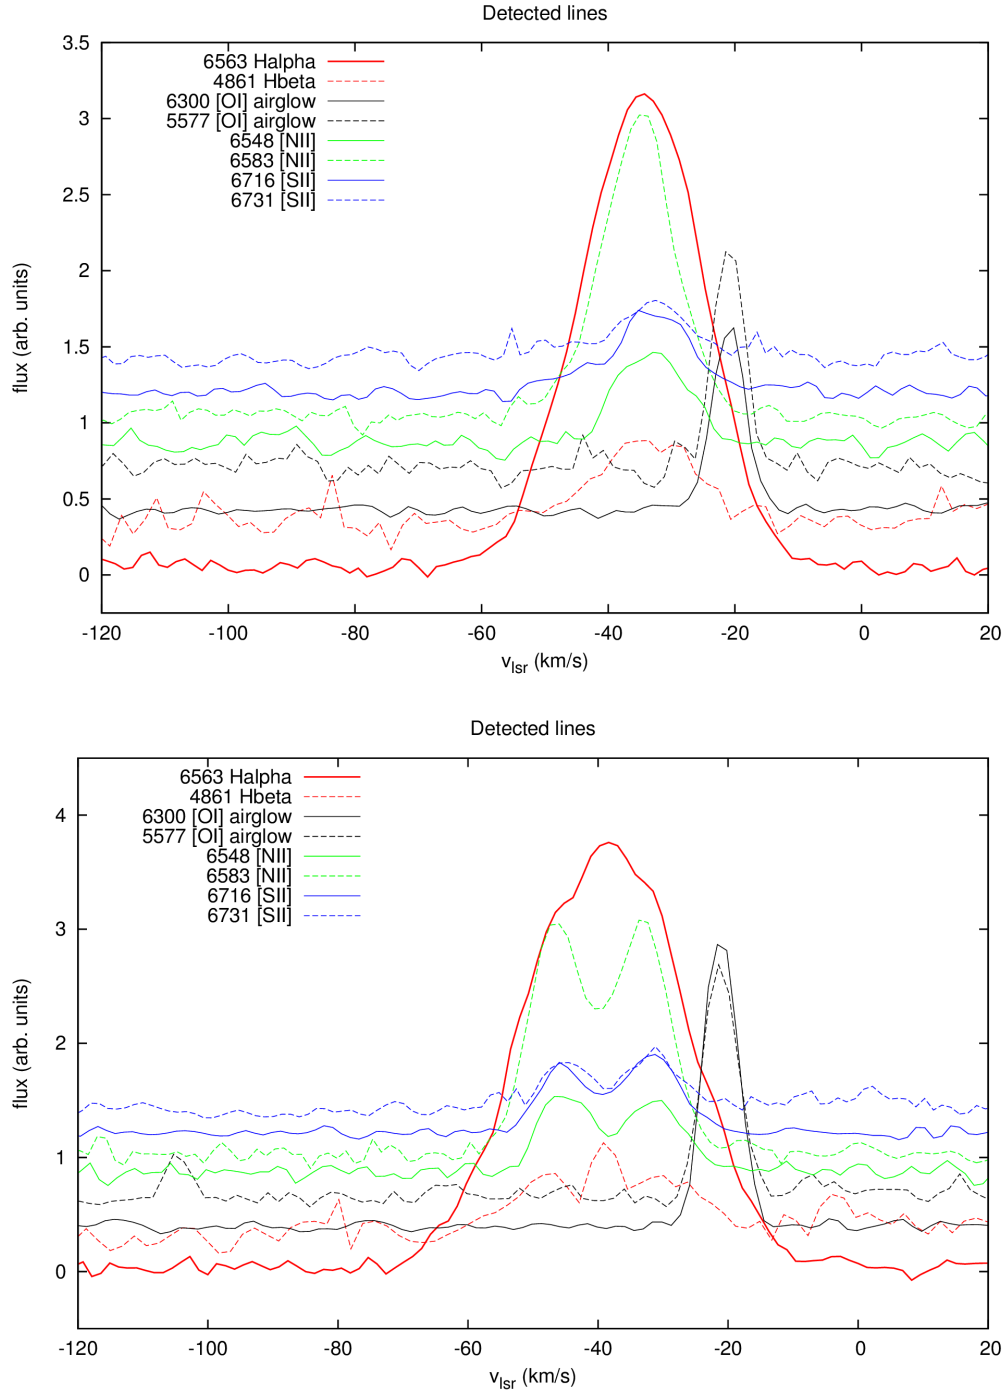 Detected lines
3.5
3
2.5
2
1.5
1
0.5
0
flux (arb. units)
6563 Halpha
4861 Hbeta
6300 [OI] airglow
5577 [OI] airglow
6548 [NII]
6583 [NII]
6716 [SII]
6731 [SII]
-120 -100 -80 -60 -40 -20 0 20
v_lsr (km/s)
Detected lines
4
3
2
1
0
flux (arb. units)
6563 Halpha
4861 Hbeta
6300 [OI] airglow
5577 [OI] airglow
6548 [NII]
6583 [NII]
6716 [SII]
6731 [SII]
-120 -100 -80 -60 -40 -20 0 20
v_lsr (km/s)